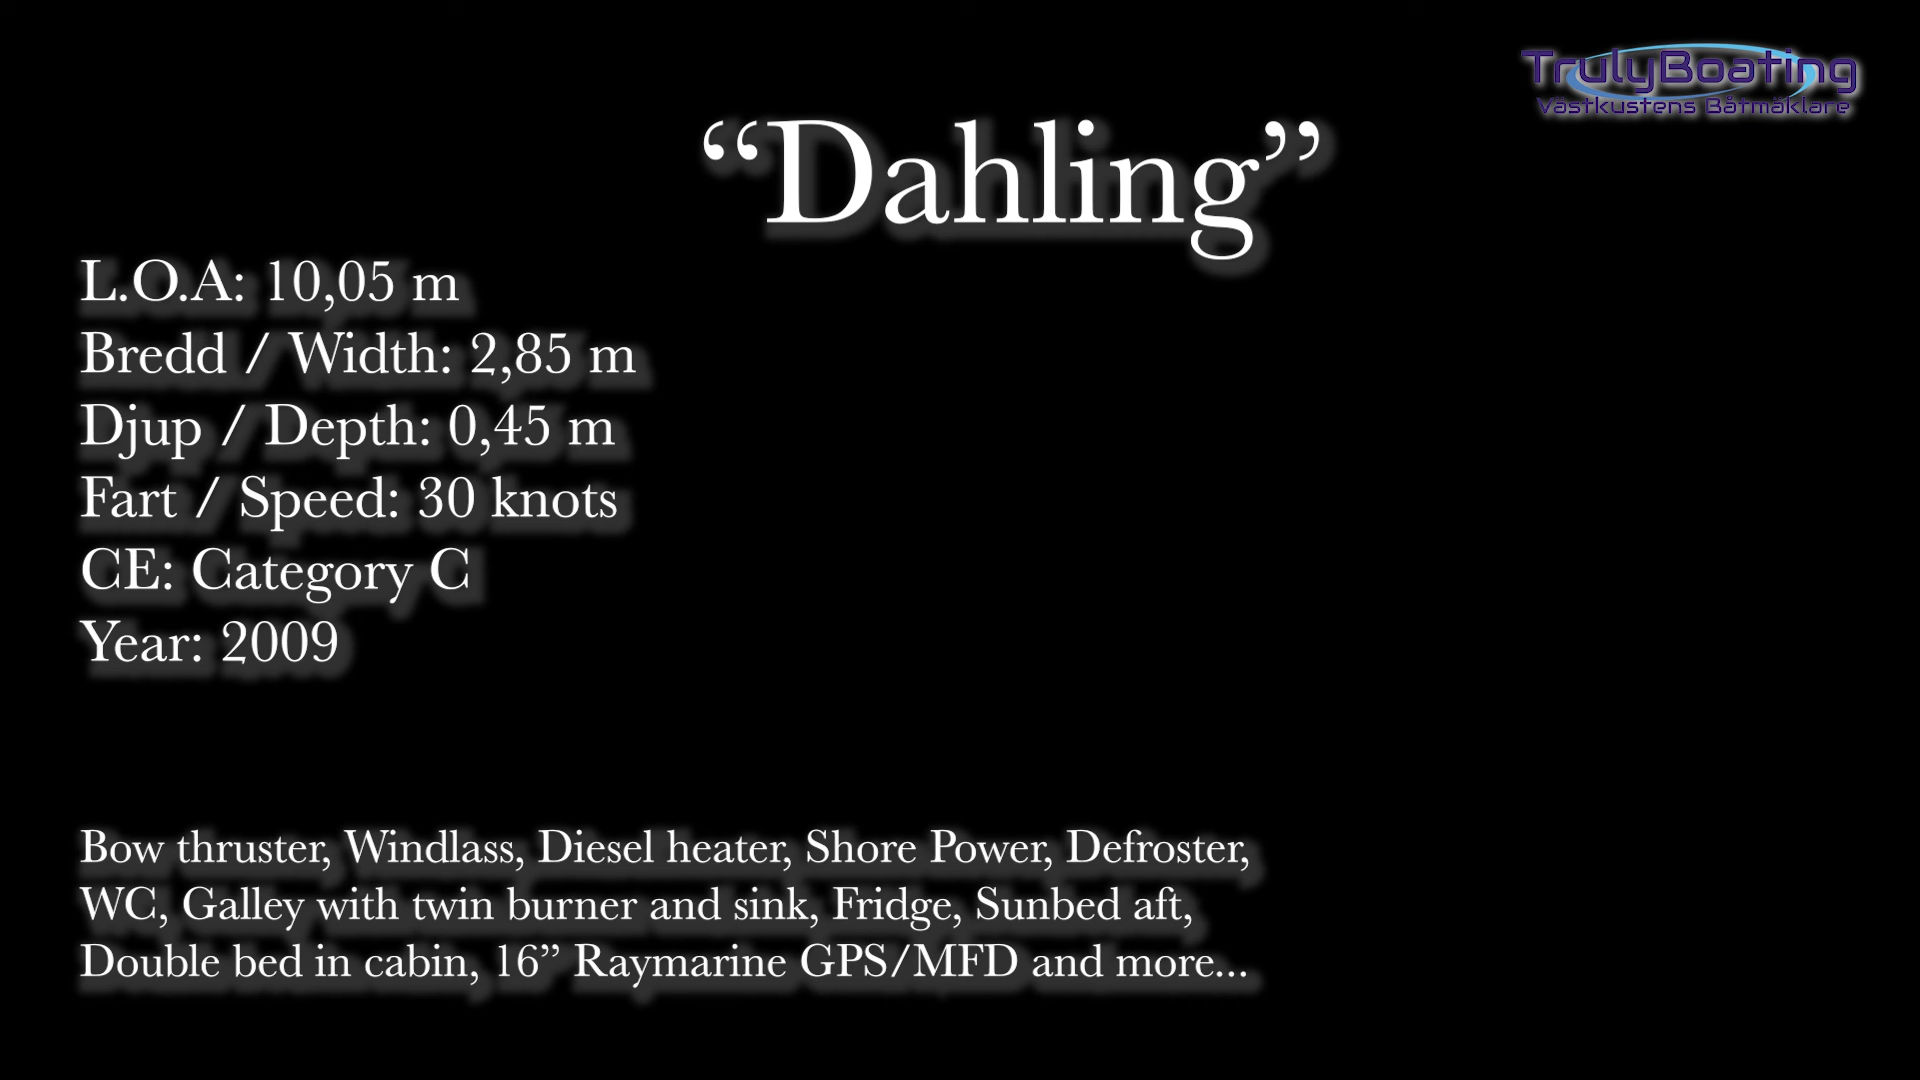 TrulyBoating
Västkustens Båtmäklare
“Dahling”
L.O.A: 10,05 m
Bredd / Width: 2,85 m
Djup / Depth: 0,45 m
Fart / Speed: 30 knots
CE: Category C
Year: 2009
Bow thruster, Windlass, Diesel heater, Shore Power, Defroster,
WC, Galley with twin burner and sink, Fridge, Sunbed aft,
Double bed in cabin, 16” Raymarine GPS/MFD and more...